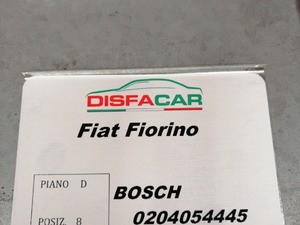 DISFACAR
Fiat Fiorino
PIANO D
BOSCH
POSIZ. 8
0204054445